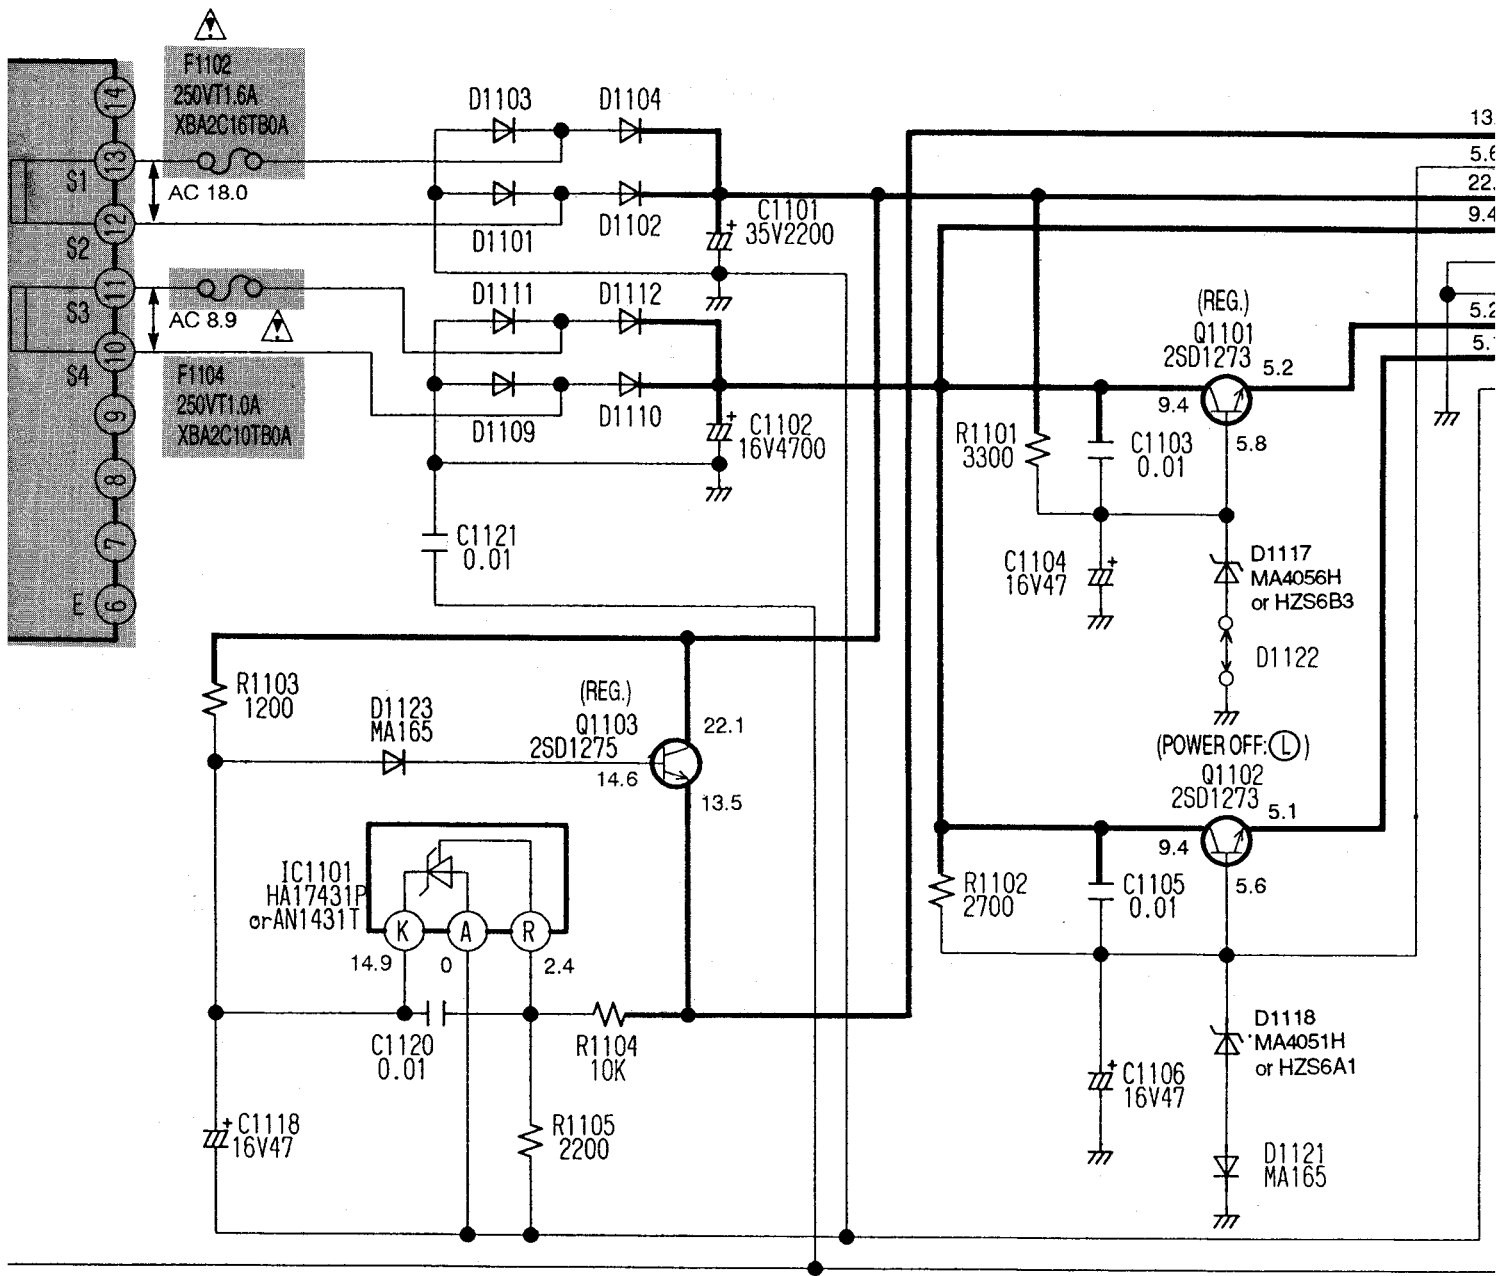 F1102
250VT1.6A
XBA2C16TB0A
14
13
S1
AC 18.0
12
S2
11
S3
AC 8.9
10
S4
F1104
250VT1.0A
XBA2C10TB0A
9
8
7
E
6
D1103
D1104
D1101
D1102
+
C1101
35V2200
D1111
D1112
D1109
D1110
+
C1102
16V4700
C1121
0.01
13.
5.6
22.
9.4
5.2
5.1
(REG.)
Q1101
2SD1273
5.2
9.4
5.8
R1101
3300
C1103
0.01
C1104
16V47
+
D1117
MA4056H
or HZS6B3
D1122
R1103
1200
D1123
MA165
(REG.)
Q1103
2SD1275
22.1
14.6
13.5
(POWER OFF: L )
Q1102
2SD1273
5.1
9.4
5.6
IC1101
HA17431P
or AN1431T
K
A
R
14.9
0
2.4
R1102
2700
C1105
0.01
C1120
0.01
R1104
10K
+
C1118
16V47
R1105
2200
+
C1106
16V47
D1118
MA4051H
or HZS6A1
D1121
MA165